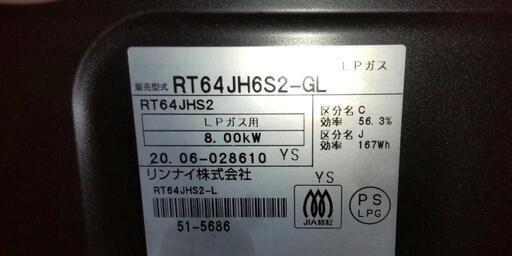 LPガス
販売型式 RT64JH6S2-GL
RT64JHS2
LPガス用
8.00kW
区分名 C
効率 56.3%
区分名 J
効率 167Wh
20.06-028610 YS
リンナイ株式会社
YS
RT64JHS2-L
51-5686
JIA認証
PS
LPG